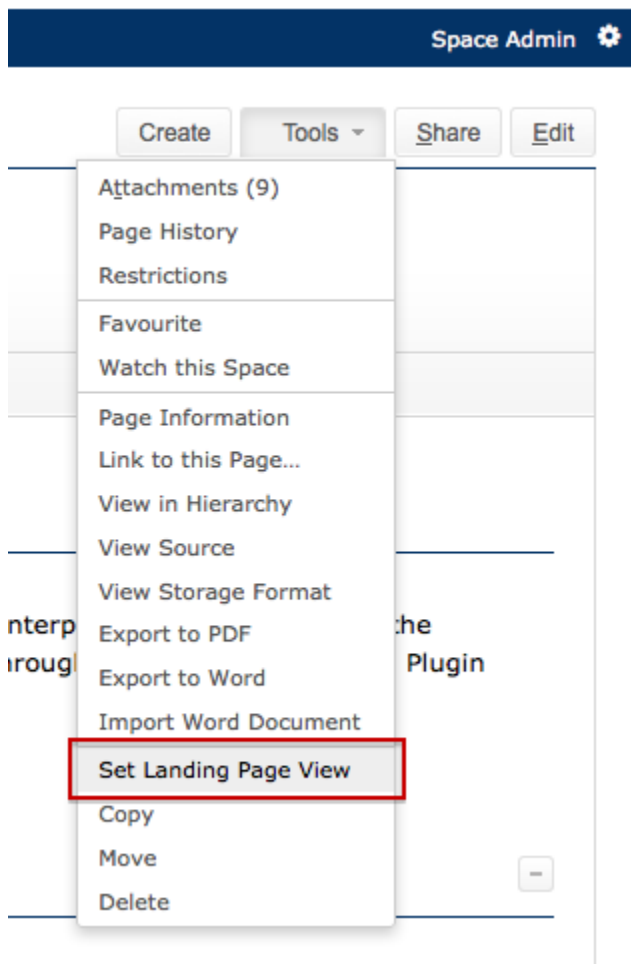 Space Admin
Create Tools Share Edit
Attachments (9)
Page History
Restrictions
Favourite
Watch this Space
Page Information
Link to this Page...
View in Hierarchy
View Source
View Storage Format
Export to PDF
Export to Word
Import Word Document
Set Landing Page View
Copy
Move
Delete
nterp
the
Plugin